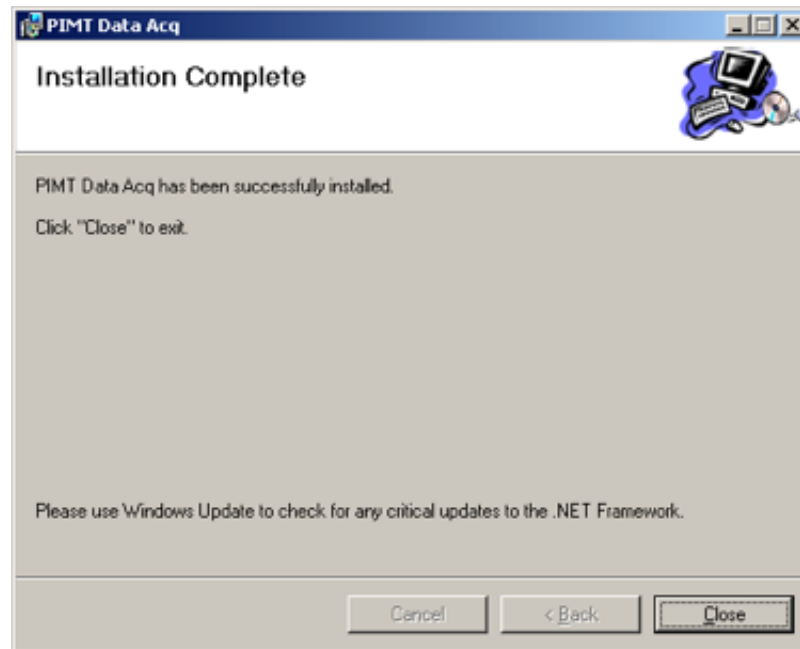 PIMT Data Acq
Installation Complete
PIMT Data Acq has been successfully installed.
Click "Close" to exit.
Please use Windows Update to check for any critical updates to the .NET Framework.
Cancel
< Back
Close